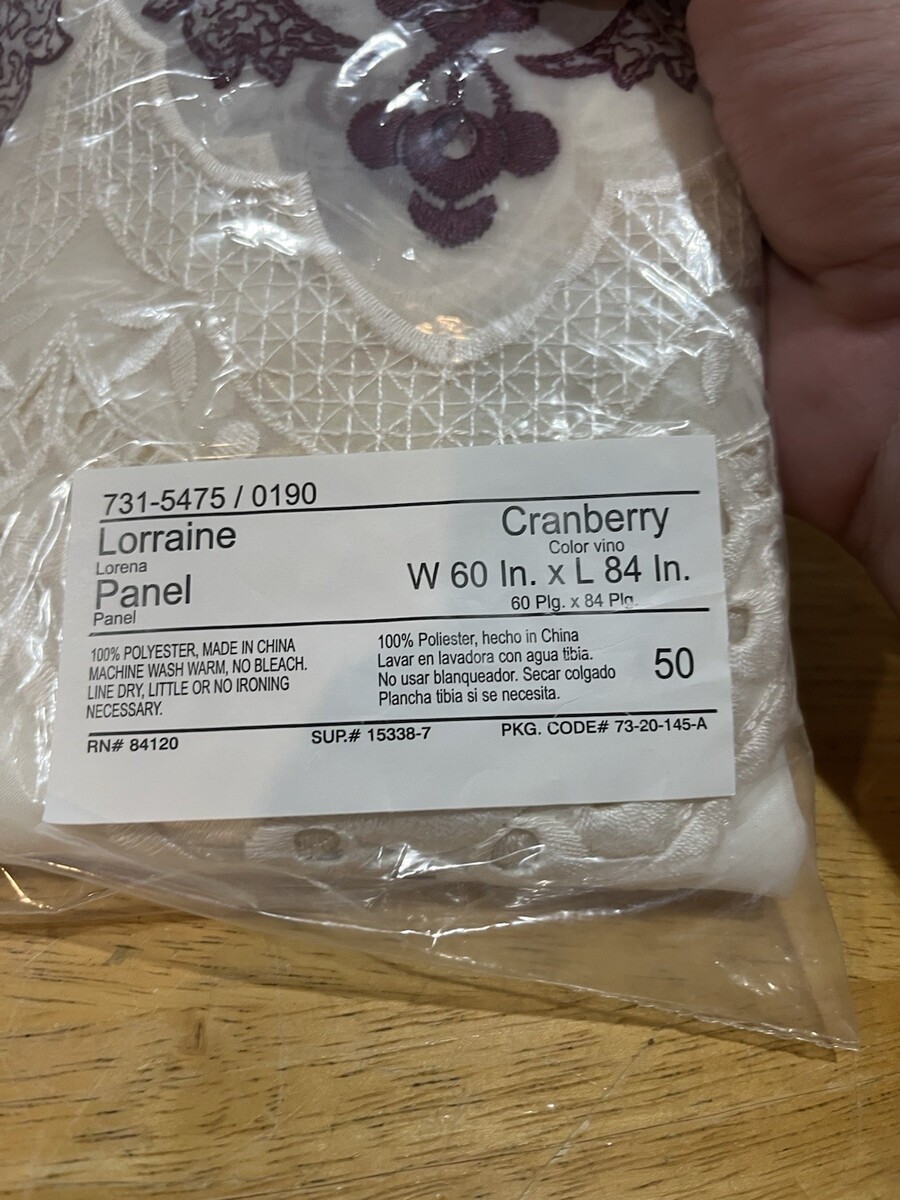 731-5475 / 0190
Lorraine
Lorena
Panel
Panel
Cranberry
Color vino
W 60 In. x L 84 In.
60 Plg. x 84 Plg.
100% POLYESTER, MADE IN CHINA
MACHINE WASH WARM, NO BLEACH.
LINE DRY, LITTLE OR NO IRONING
NECESSARY.
100% Poliester, hecho in China
Lavar en lavadora con agua tibia.
No usar blanqueador. Secar colgado
Plancha tibia si se necesita.
50
RN# 84120
SUP.# 15338-7
PKG. CODE# 73-20-145-A